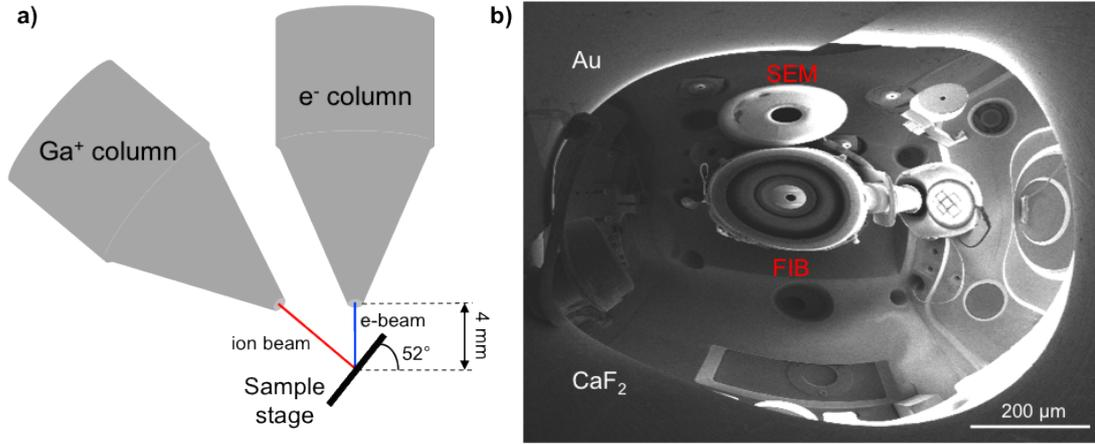 a)
Ga+ column
e- column
ion beam
e-beam
52°
4 mm
Sample
stage
b)
Au
SEM
FIB
CaF2
200 µm